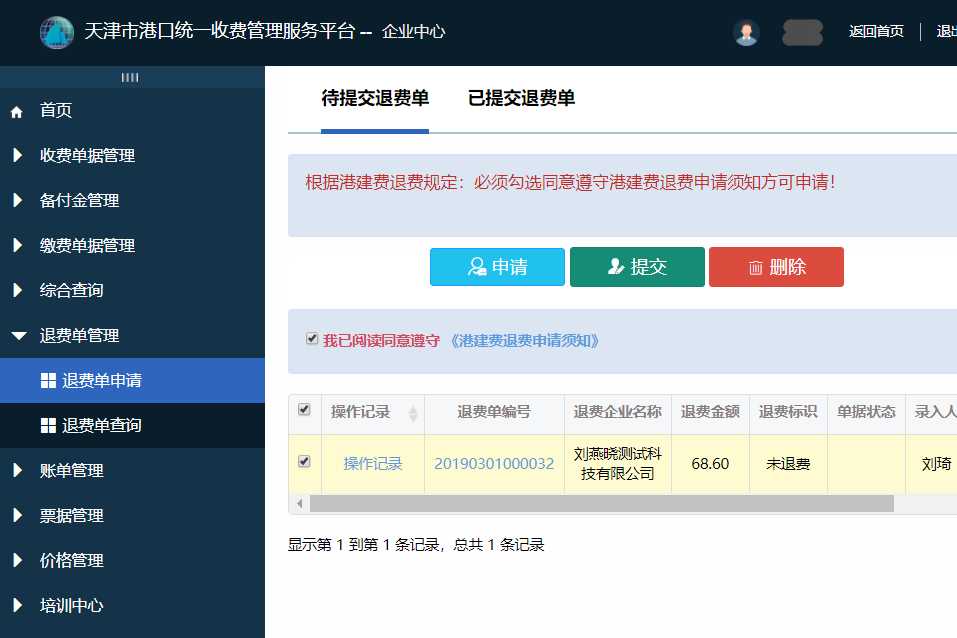 天津市港口统一收费管理服务平台 -- 企业中心
返回首页
退出
首页
收费单据管理
备付金管理
缴费单据管理
综合查询
退费单管理
退费单申请
退费单查询
账单管理
票据管理
价格管理
培训中心
待提交退费单 已提交退费单
根据港建费退费规定：必须勾选同意遵守港建费退费申请须知方可申请！
申请 提交 删除
我已阅读同意遵守 《港建费退费申请须知》
操作记录 退费单编号 退费企业名称 退费金额 退费标识 单据状态 录入人
操作记录 20190301000032 刘燕晓测试科 68.60 未退费 刘琦
技有限公司
显示第 1 到第 1 条记录，总共 1 条记录